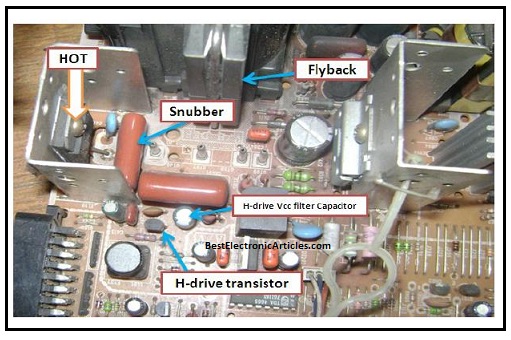 HOT
Flyback
Snubber
H-drive Vcc filter Capacitor
BestElectronicArticles.com
H-drive transistor